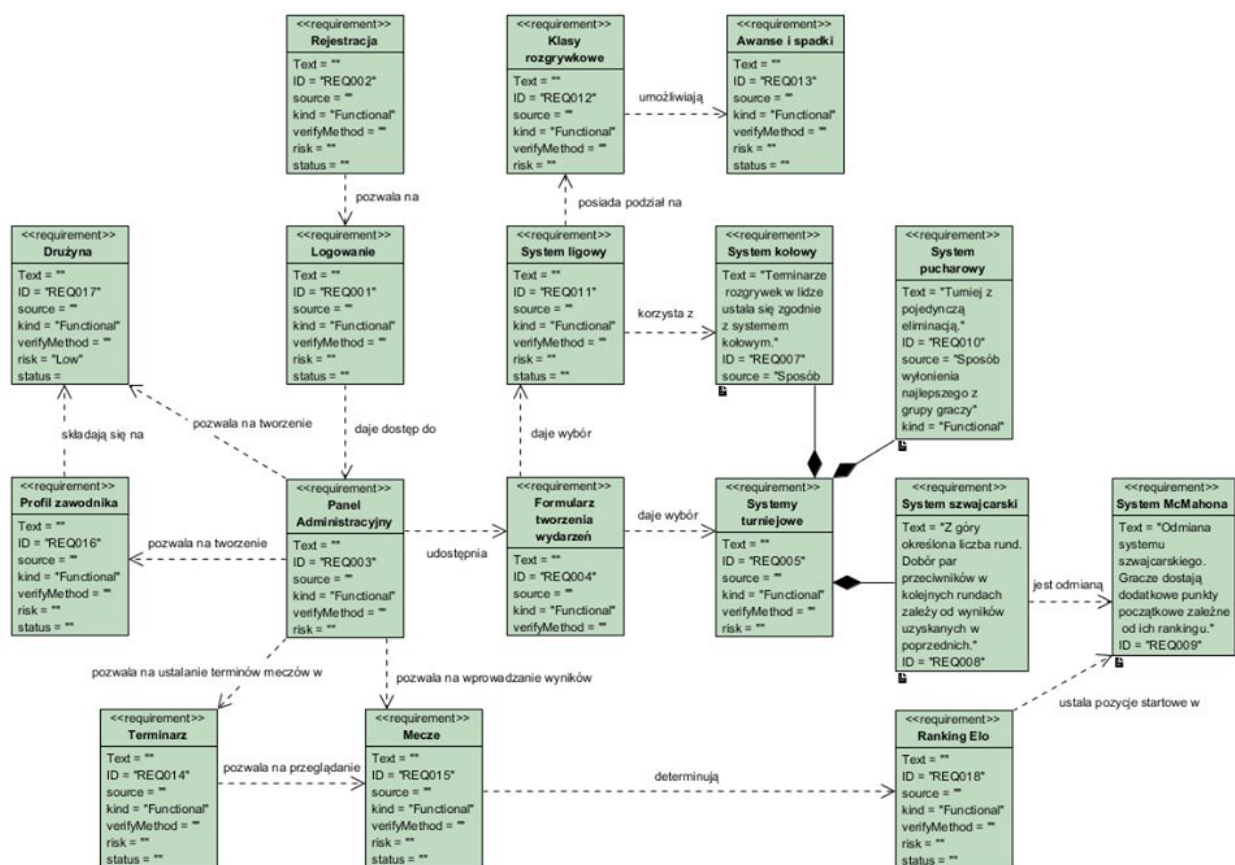 <<requirement>>
Rejestracja
Text = ""
ID = "REQ002"
source = ""
kind = "Functional"
verifyMethod = ""
risk = ""
status = ""
<<requirement>>
Klasy
rozgrywkowe
Text = ""
ID = "REQ012"
source = ""
kind = "Functional"
verifyMethod = ""
risk = ""
umożliwiają
<<requirement>>
Awanse i spadki
Text = ""
ID = "REQ013"
source = ""
kind = "Functional"
verifyMethod = ""
risk = ""
status = ""
pozwala na
posiada podział na
<<requirement>>
Drużyna
Text = ""
ID = "REQ017"
source = ""
kind = "Functional"
verifyMethod = ""
risk = "Low"
status =
<<requirement>>
Logowanie
Text = ""
ID = "REQ001"
source = ""
kind = "Functional"
verifyMethod = ""
risk = ""
status = ""
<<requirement>>
System ligowy
Text = ""
ID = "REQ011"
source = ""
kind = "Functional"
verifyMethod = ""
risk = ""
status = ""
korzysta z
<<requirement>>
System kołowy
Text = "Terminarze
rozgrywek w lidze
ustala się zgodnie
z systemem
kołowym."
ID = "REQ007"
source = "Sposób
<<requirement>>
System
pucharowy
Text = "Turniej z
pojedynczą
eliminacją."
ID = "REQ010"
source = "Sposób
wyłonienia
najlepszego z
grupy graczy"
kind = "Functional"
składają się na
pozwala na tworzenie
daje dostęp do
daje wybór
<<requirement>>
Profil zawodnika
Text = ""
ID = "REQ016"
source = ""
kind = "Functional"
verifyMethod = ""
risk = ""
status = ""
pozwala na tworzenie
<<requirement>>
Panel
Administracyjny
Text = ""
ID = "REQ003"
source = ""
kind = "Functional"
verifyMethod = ""
risk = ""
udostępnia
<<requirement>>
Formularz
tworzenia
wydarzeń
Text = ""
ID = "REQ004"
source = ""
kind = "Functional"
verifyMethod = ""
daje wybór
<<requirement>>
Systemy
turniejowe
Text = ""
ID = "REQ005"
source = ""
kind = "Functional"
verifyMethod = ""
risk = ""
<<requirement>>
System szwajcarski
Text = "Z góry
określona liczba rund.
Dobór par
przeciwników w
kolejnych rundach
zależy od wyników
uzyskanych w
poprzednich."
ID = "REQ008"
jest odmianą
<<requirement>>
System McMahona
Text = "Odmiana
systemu
szwajcarskiego.
Gracze dostają
dodatkowe punkty
początkowe zależne
od ich rankingu."
ID = "REQ009"
pozwala na ustalanie terminów meczów w
pozwala na wprowadzanie wyników
ustala pozycje startowe w
<<requirement>>
Terminarz
Text = ""
ID = "REQ014"
source = ""
kind = "Functional"
verifyMethod = ""
risk = ""
status = ""
pozwala na przeglądanie
<<requirement>>
Mecze
Text = ""
ID = "REQ015"
source = ""
kind = "Functional"
verifyMethod = ""
risk = ""
status = ""
determinują
<<requirement>>
Ranking Elo
Text = ""
ID = "REQ018"
source = ""
kind = "Functional"
verifyMethod = ""
risk = ""
status = ""